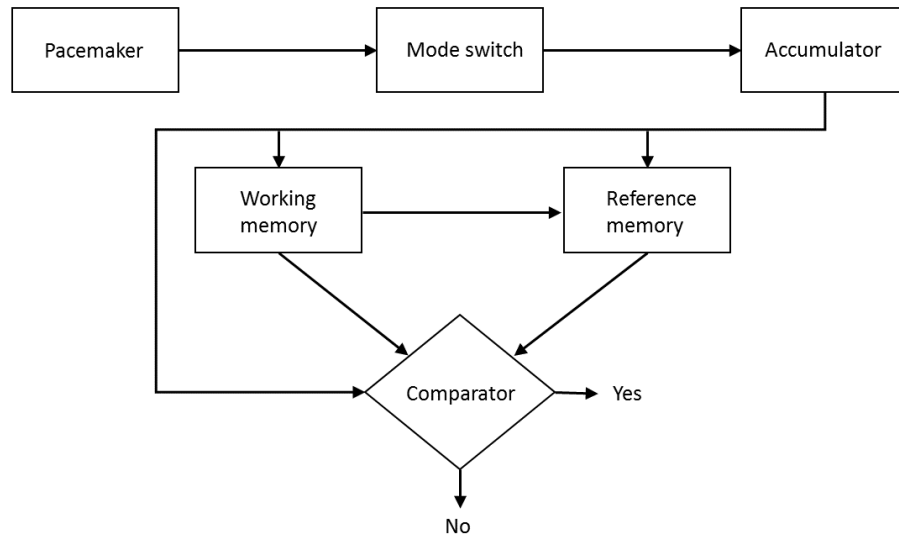 Pacemaker
Mode switch
Accumulator
Working
memory
Reference
memory
Comparator
Yes
No